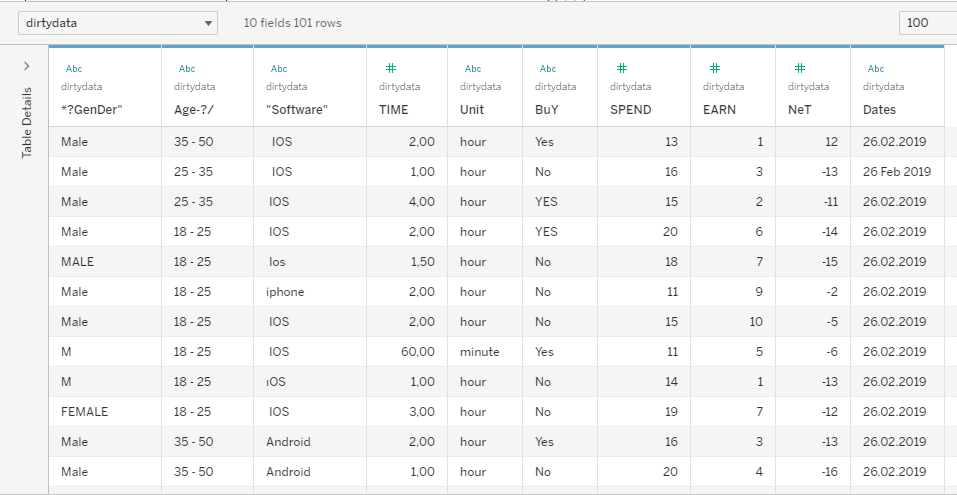 dirtydata 10 fields 101 rows 100
Abc Abc Abc Abc Abc Abc
dirtydata dirtydata dirtydata dirtydata dirtydata dirtydata dirtydata dirtydata dirtydata dirtydata
*?GenDer" Age-?/ "Software" TIME Unit BuY SPEND EARN NeT Dates
Table Details
Male 35 - 50 IOS 2,00 hour Yes 13 1 12 26.02.2019
Male 25 - 35 IOS 1,00 hour No 16 3 -13 26 Feb 2019
Male 25 - 35 IOS 4,00 hour YES 15 2 -11 26.02.2019
Male 18 - 25 IOS 2,00 hour YES 20 6 -14 26.02.2019
MALE 18 - 25 Ios 1,50 hour No 18 7 -15 26.02.2019
Male 18 - 25 iphone 2,00 hour No 11 9 -2 26.02.2019
Male 18 - 25 IOS 2,00 hour No 15 10 -5 26.02.2019
M 18 - 25 IOS 60,00 minute Yes 11 5 -6 26.02.2019
M 18 - 25 ıOS 1,00 hour No 14 1 -13 26.02.2019
FEMALE 18 - 25 IOS 3,00 hour No 19 7 -12 26.02.2019
Male 35 - 50 Android 2,00 hour Yes 16 3 -13 26.02.2019
Male 35 - 50 Android 1,00 hour No 20 4 -16 26.02.2019